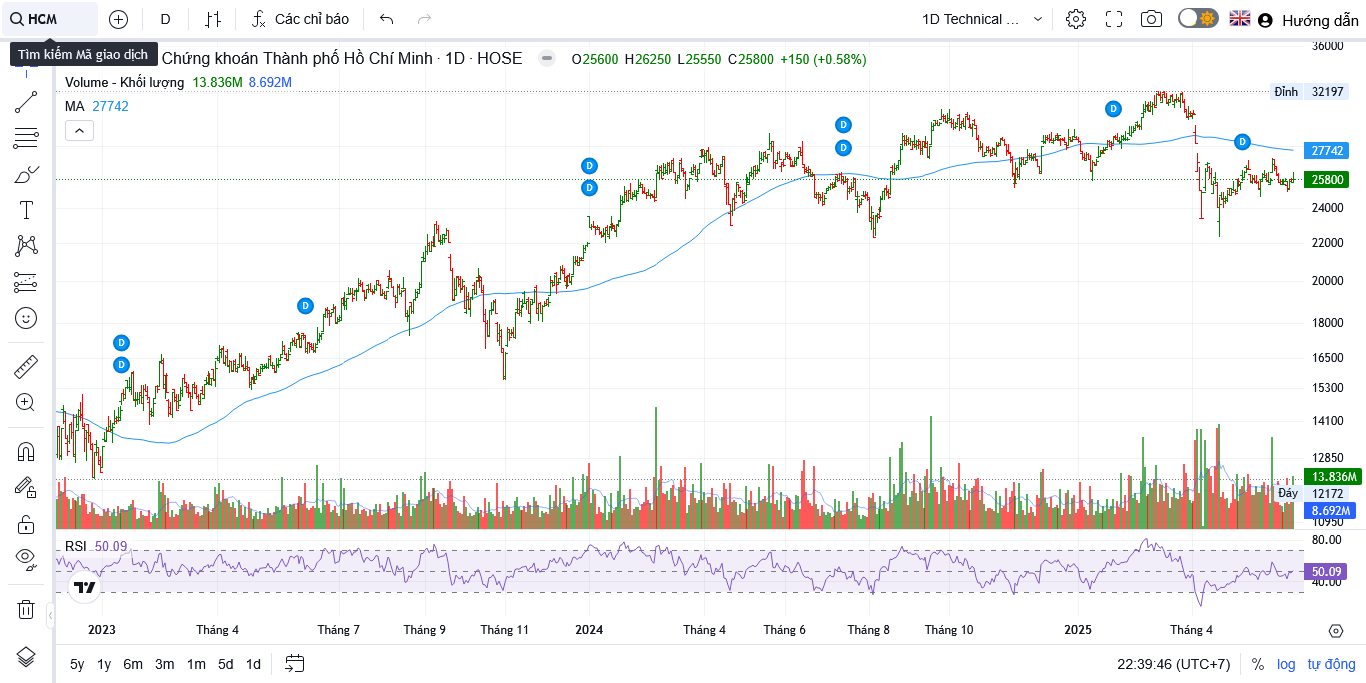 HCM
D
Các chỉ báo
1D Technical ...
Hướng dẫn
Tìm kiếm Mã giao dịch
Chứng khoán Thành phố Hồ Chí Minh · 1D · HOSE
O25600 H26250 L25550 C25800 +150 (+0.58%)
Volume - Khối lượng 13.836M 8.692M
MA 27742
36000
Đỉnh 32197
27742
25800
24000
22000
20000
18000
16500
15300
14100
12850
13.836M
Đáy 12172
8.692M
10950
D
D
D
D
D
D
D
D
D
RSI 50.09
80.00
50.09
40.00
2023 Tháng 4 Tháng 7 Tháng 9 Tháng 11 2024 Tháng 4 Tháng 6 Tháng 8 Tháng 10 2025 Tháng 4
5y 1y 6m 3m 1m 5d 1d
22:39:46 (UTC+7) % log tự động